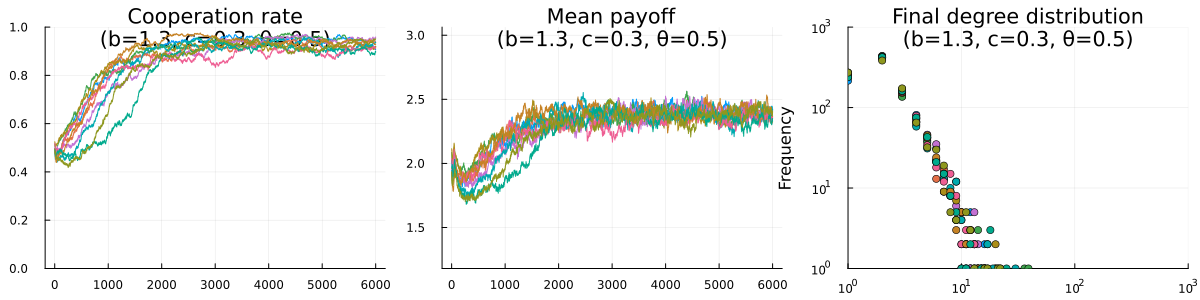 Cooperation rate
(b=1.3, c=0.3, θ=0.5)
1.0
0.8
0.6
0.4
0.2
0.0
0 1000 2000 3000 4000 5000 6000
Mean payoff
(b=1.3, c=0.3, θ=0.5)
3.0
2.5
2.0
1.5
0 1000 2000 3000 4000 5000 6000
Final degree distribution
(b=1.3, c=0.3, θ=0.5)
Frequency
10³
10²
10¹
10⁰
10⁰ 10¹ 10² 10³